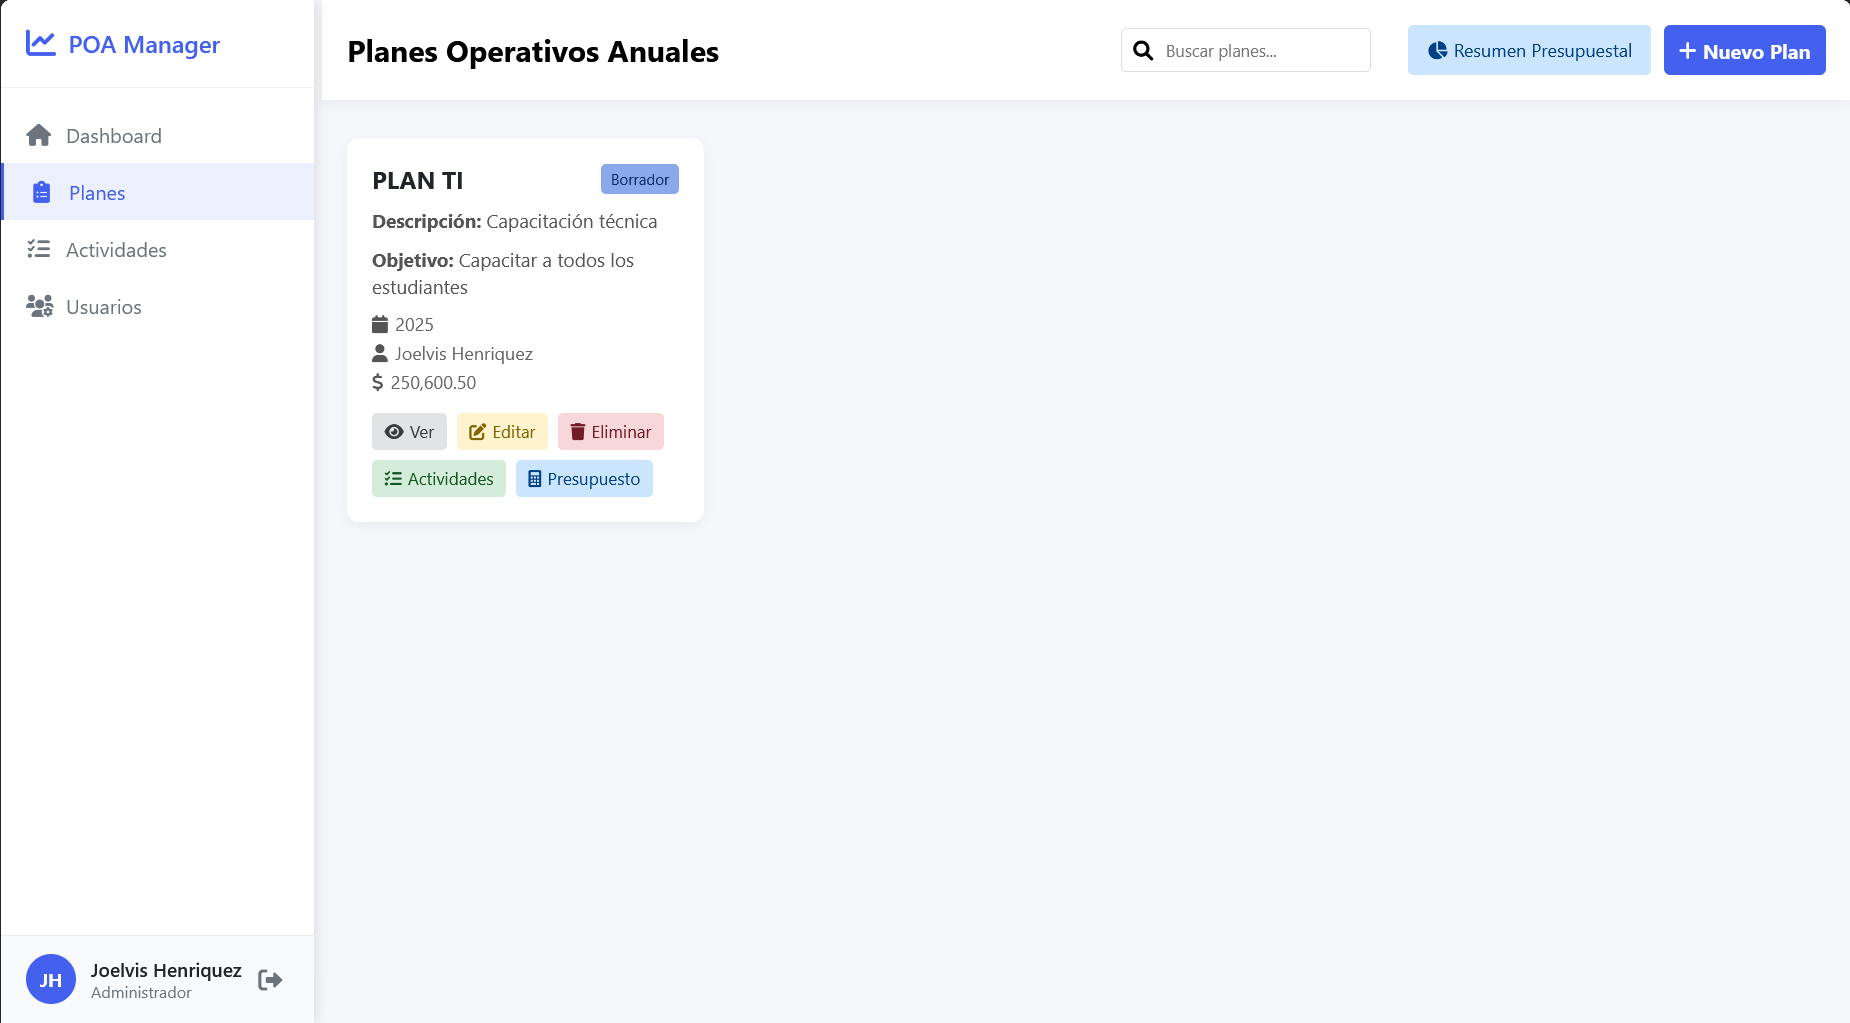 POA Manager
Dashboard
Planes
Actividades
Usuarios
Joelvis Henriquez
JH
Administrador
Planes Operativos Anuales
Buscar planes...
Resumen Presupuestal
+ Nuevo Plan
PLAN TI
Borrador
Descripción: Capacitación técnica
Objetivo: Capacitar a todos los
estudiantes
2025
Joelvis Henriquez
$ 250,600.50
Ver
Editar
Eliminar
Actividades
Presupuesto